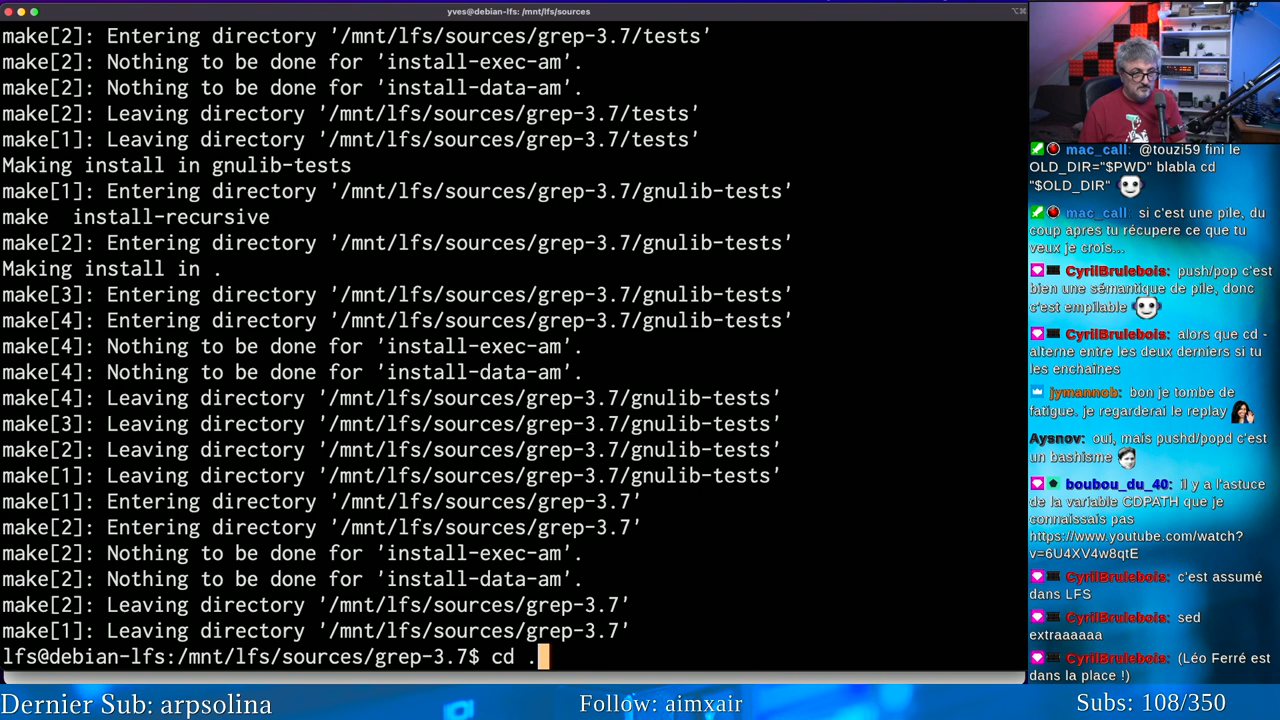 yves@debian-lfs: /mnt/lfs/sources
make[2]: Entering directory '/mnt/lfs/sources/grep-3.7/tests'
make[2]: Nothing to be done for 'install-exec-am'.
make[2]: Nothing to be done for 'install-data-am'.
make[2]: Leaving directory '/mnt/lfs/sources/grep-3.7/tests'
make[1]: Leaving directory '/mnt/lfs/sources/grep-3.7/tests'
Making install in gnulib-tests
make[1]: Entering directory '/mnt/lfs/sources/grep-3.7/gnulib-tests'
make  install-recursive
make[2]: Entering directory '/mnt/lfs/sources/grep-3.7/gnulib-tests'
Making install in .
make[3]: Entering directory '/mnt/lfs/sources/grep-3.7/gnulib-tests'
make[4]: Entering directory '/mnt/lfs/sources/grep-3.7/gnulib-tests'
make[4]: Nothing to be done for 'install-exec-am'.
make[4]: Nothing to be done for 'install-data-am'.
make[4]: Leaving directory '/mnt/lfs/sources/grep-3.7/gnulib-tests'
make[3]: Leaving directory '/mnt/lfs/sources/grep-3.7/gnulib-tests'
make[2]: Leaving directory '/mnt/lfs/sources/grep-3.7/gnulib-tests'
make[1]: Leaving directory '/mnt/lfs/sources/grep-3.7/gnulib-tests'
make[1]: Entering directory '/mnt/lfs/sources/grep-3.7'
make[2]: Entering directory '/mnt/lfs/sources/grep-3.7'
make[2]: Nothing to be done for 'install-exec-am'.
make[2]: Nothing to be done for 'install-data-am'.
make[2]: Leaving directory '/mnt/lfs/sources/grep-3.7'
make[1]: Leaving directory '/mnt/lfs/sources/grep-3.7'
lfs@debian-lfs:/mnt/lfs/sources/grep-3.7$ cd .
⌥⌘
mac_call: @touzi59 fini le
OLD_DIR="$PWD" blabla cd
"$OLD_DIR"
mac_call: si c'est une pile, du
coup apres tu récupere ce que tu
veux je crois...
CyrilBrulebois: push/pop c'est
bien une sémantique de pile, donc
c'est empilable
CyrilBrulebois: alors que cd -
alterne entre les deux derniers si tu
les enchaînes
jymannob: bon je tombe de
fatigue. je regarderai le replay
Aysnov: oui, mais pushd/popd c'est
un bashisme
boubou_du_40: il y a l'astuce
de la variable CDPATH que je
connaissais pas
https://www.youtube.com/watch?
v=6U4XV4w8qtE
CyrilBrulebois: c'est assumé
dans LFS
CyrilBrulebois: sed
extraaaaa
CyrilBrulebois: (Léo Ferré est
dans la place !)
Dernier Sub: arpsolina
Follow: aimxair
Subs: 108/350